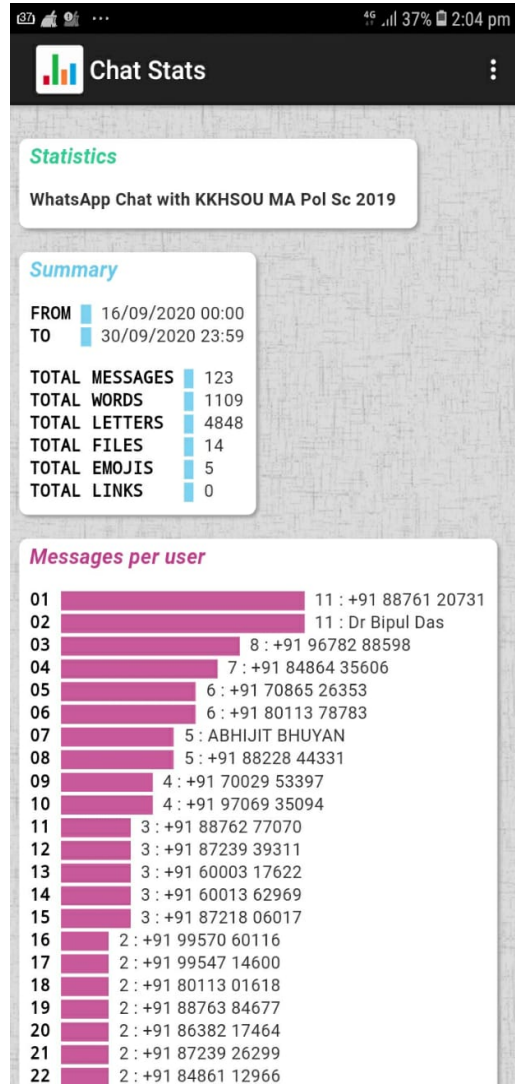 37 ... 4G 37% 2:04 pm
Chat Stats
Statistics
WhatsApp Chat with KKHSOU MA Pol Sc 2019
Summary
FROM 16/09/2020 00:00
TO 30/09/2020 23:59
TOTAL MESSAGES 123
TOTAL WORDS 1109
TOTAL LETTERS 4848
TOTAL FILES 14
TOTAL EMOJIS 5
TOTAL LINKS 0
Messages per user
01 11 : +91 88761 20731
02 11 : Dr Bipul Das
03 8 : +91 96782 88598
04 7 : +91 84864 35606
05 6 : +91 70865 26353
06 6 : +91 80113 78783
07 5 : ABHIJIT BHUYAN
08 5 : +91 88228 44331
09 4 : +91 70029 53397
10 4 : +91 97069 35094
11 3 : +91 88762 77070
12 3 : +91 87239 39311
13 3 : +91 60003 17622
14 3 : +91 60013 62969
15 3 : +91 87218 06017
16 2 : +91 99570 60116
17 2 : +91 99547 14600
18 2 : +91 80113 01618
19 2 : +91 88763 84677
20 2 : +91 86382 17464
21 2 : +91 87239 26299
22 2 : +91 84861 12966